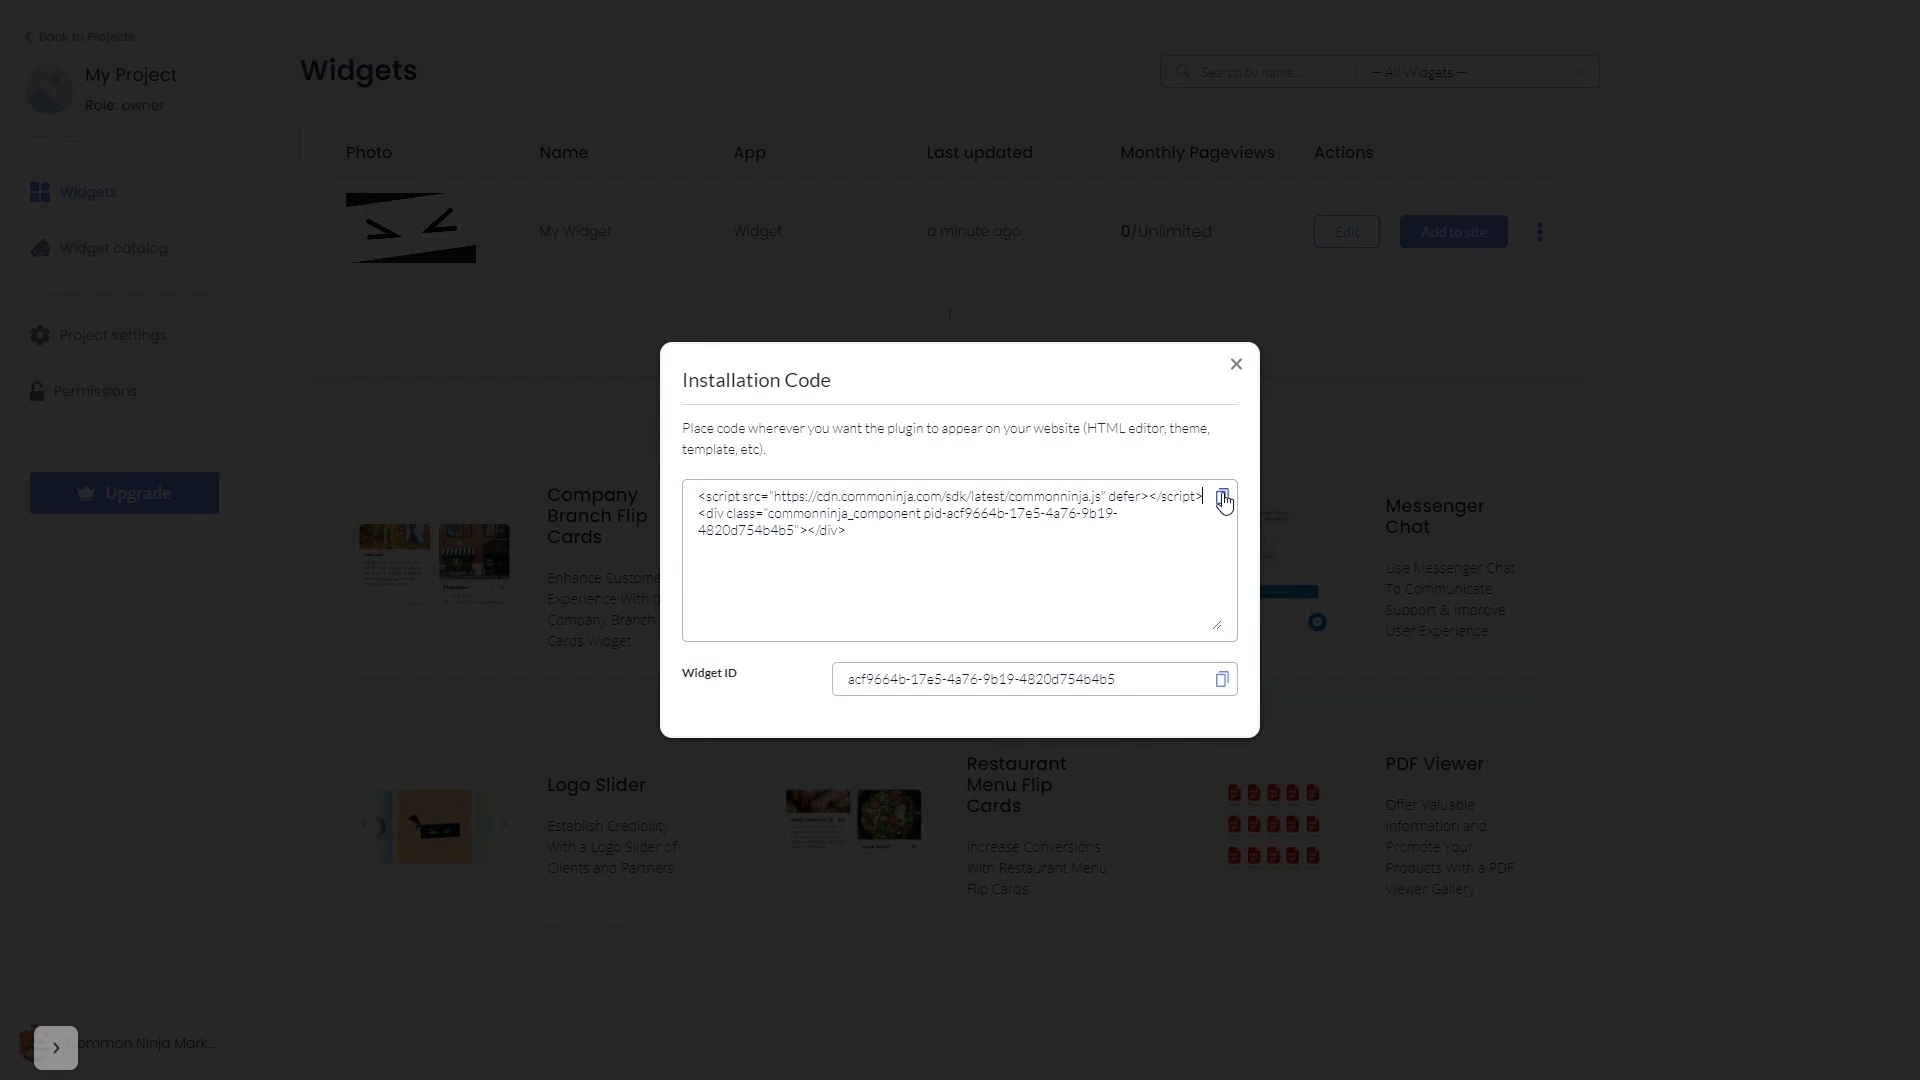 Back to Projects
My Project
Role: owner
Widgets
Widget catalog
Project settings
Permissions
Upgrade
ommon Ninja Mark...
Widgets
Search by name...
— All Widgets —
Photo
Name
App
Last updated
Monthly Pageviews
Actions
My Widget
Widget
a minute ago
0/Unlimited
Edit
Add to site
1
Installation Code
Place code wherever you want the plugin to appear on your website (HTML editor, theme,
template, etc).
<script src="https://cdn.commoninja.com/sdk/latest/commonninja.js" defer></script>
<div class="commonninja_component pid-acf9664b-17e5-4a76-9b19-
4820d754b4b5"></div>
Widget ID
acf9664b-17e5-4a76-9b19-4820d754b4b5
Company
Branch Flip
Cards
Enhance Custome
Experience With
Company Branch
Cards Widget
Messenger
Chat
Use Messenger Chat
To Communicate,
Support & Improve
User Experience
Logo Slider
Establish Credibility
With a Logo Slider of
Clients and Partners
Restaurant
Menu Flip
Cards
Increase Conversions
With Restaurant Menu
Flip Cards
PDF Viewer
Offer Valuable
Information and
Promote Your
Products With a PDF
Viewer Gallery